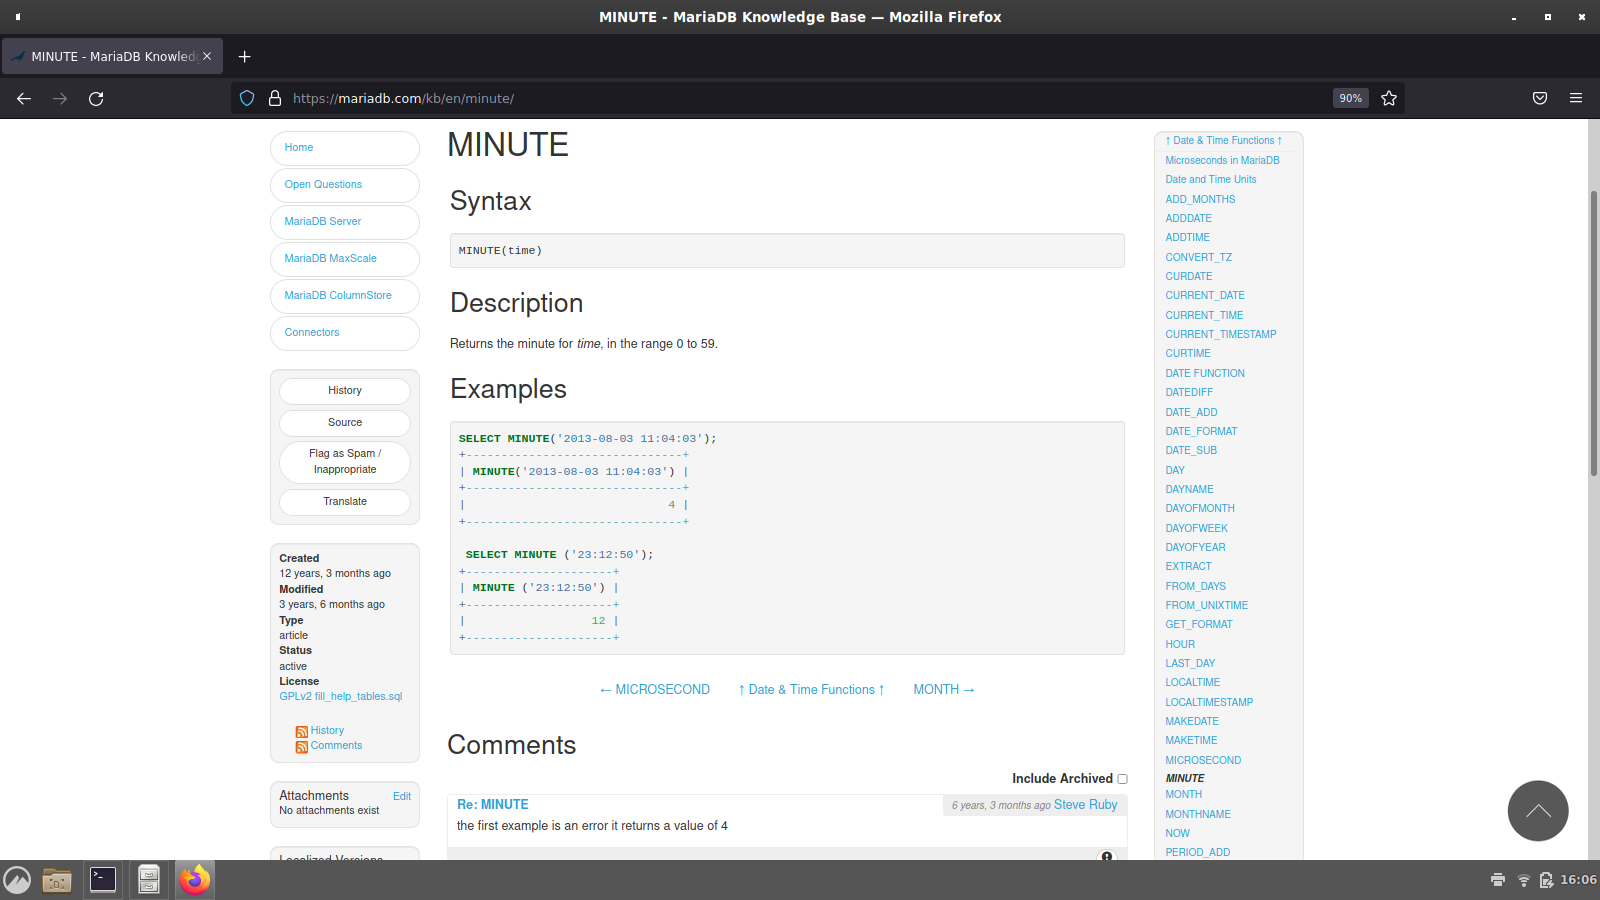 MINUTE - MariaDB Knowledge Base — Mozilla Firefox
MINUTE - MariaDB Knowledg
https://mariadb.com/kb/en/minute/
90%
Home
Open Questions
MariaDB Server
MariaDB MaxScale
MariaDB ColumnStore
Connectors
History
Source
Flag as Spam /
Inappropriate
Translate
Created
12 years, 3 months ago
Modified
3 years, 6 months ago
Type
article
Status
active
License
GPLv2 fill_help_tables.sql
History
Comments
Attachments
Edit
No attachments exist
Localized Versions
MINUTE
Syntax
MINUTE(time)
Description
Returns the minute for time, in the range 0 to 59.
Examples
SELECT MINUTE('2013-08-03 11:04:03');
+-------------------------------+
| MINUTE('2013-08-03 11:04:03') |
+-------------------------------+
|                             4 |
+-------------------------------+
SELECT MINUTE ('23:12:50');
+---------------------+
| MINUTE ('23:12:50') |
+---------------------+
|                  12 |
+---------------------+
← MICROSECOND
↑ Date & Time Functions ↑
MONTH →
Comments
Include Archived
Re: MINUTE
6 years, 3 months ago Steve Ruby
the first example is an error it returns a value of 4
↑ Date & Time Functions ↑
Microseconds in MariaDB
Date and Time Units
ADD_MONTHS
ADDDATE
ADDTIME
CONVERT_TZ
CURDATE
CURRENT_DATE
CURRENT_TIME
CURRENT_TIMESTAMP
CURTIME
DATE FUNCTION
DATEDIFF
DATE_ADD
DATE_FORMAT
DATE_SUB
DAY
DAYNAME
DAYOFMONTH
DAYOFWEEK
DAYOFYEAR
EXTRACT
FROM_DAYS
FROM_UNIXTIME
GET_FORMAT
HOUR
LAST_DAY
LOCALTIME
LOCALTIMESTAMP
MAKEDATE
MAKETIME
MICROSECOND
MINUTE
MONTH
MONTHNAME
NOW
PERIOD_ADD
16:06